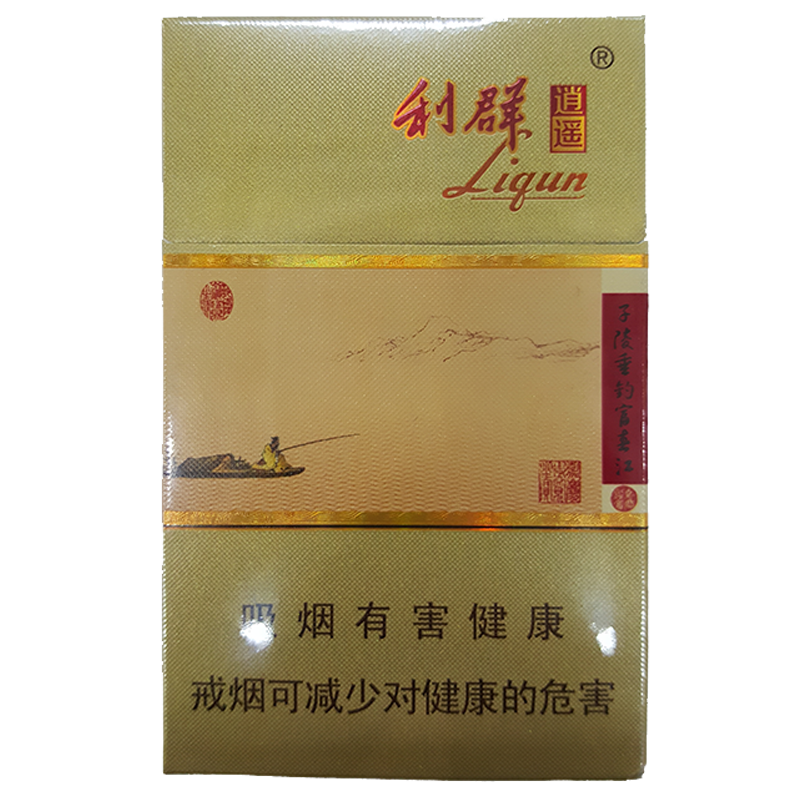 利群 逍遥 ®
Liqun
子陵垂钓富春江
吸烟有害健康
戒烟可减少对健康的危害